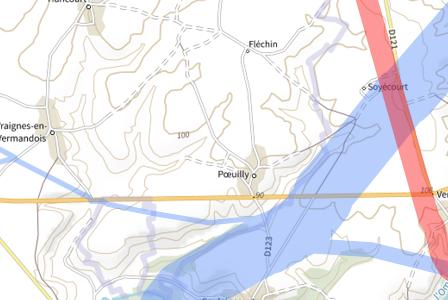 Fléchin
D121
Soyécourt
Vraignes-en-
Vermandois
100
Pœuilly
90
106
D123